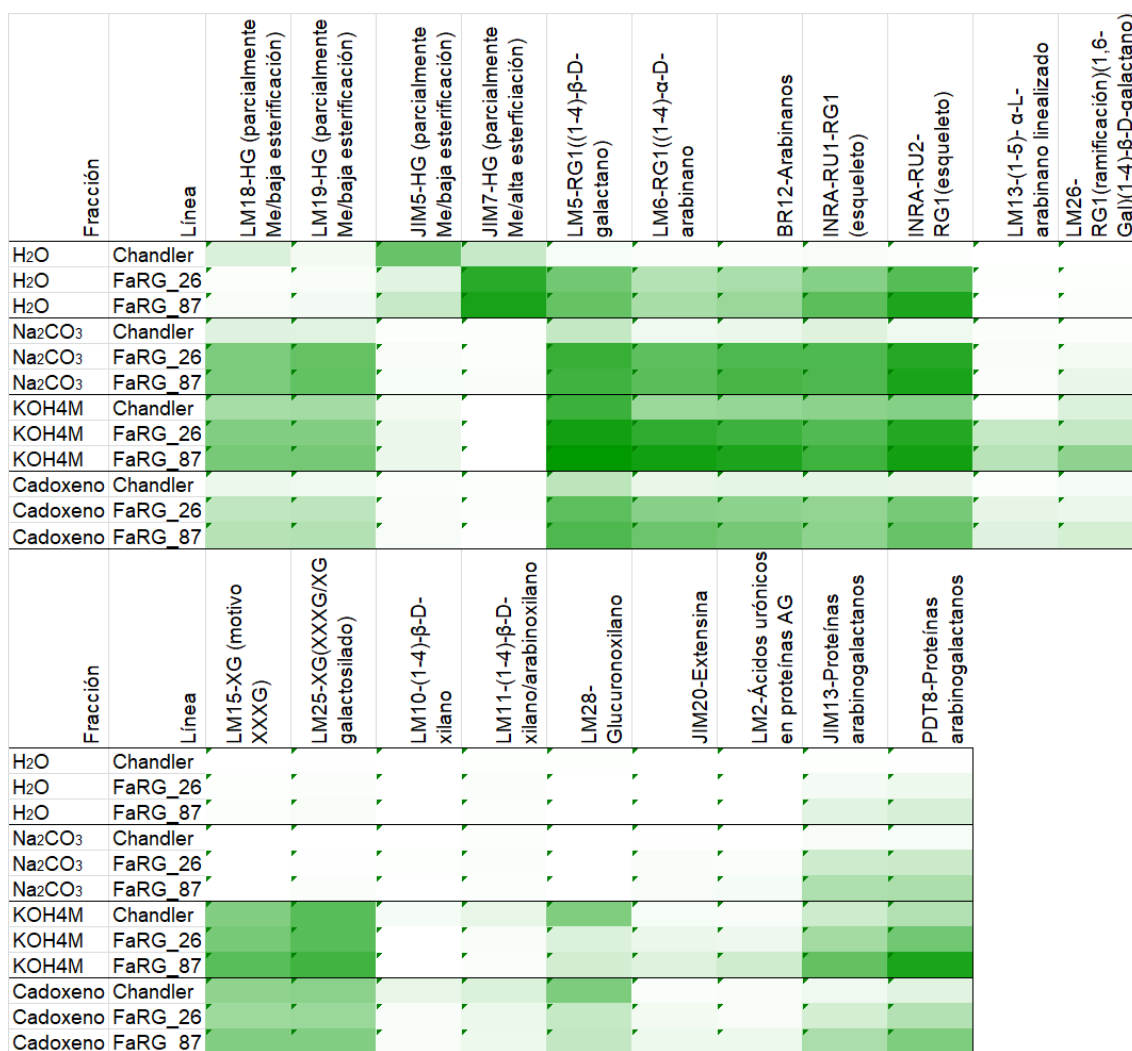 Fracción
Línea
LM18-HG (parcialmente
Me/baja esterificación)
LM19-HG (parcialmente
Me/baja esterificación)
JIM5-HG (parcialmente
Me/baja esterificación)
JIM7-HG (parcialmente
Me/alta esterficiación)
LM5-RG1((1-4)-β-D-
galactano)
LM6-RG1((1-4)-α-D-
arabinano
BR12-Arabinanos
INRA-RU1-RG1
(esqueleto)
INRA-RU2-
RG1(esqueleto)
LM13-(1-5)- α-L-
arabinano linealizado
LM26-
RG1(ramificación)(1,6-
Gal)(1-4)-β-D-galactano)
H2O Chandler
H2O FaRG_26
H2O FaRG_87
Na2CO3 Chandler
Na2CO3 FaRG_26
Na2CO3 FaRG_87
KOH4M Chandler
KOH4M FaRG_26
KOH4M FaRG_87
Cadoxeno Chandler
Cadoxeno FaRG_26
Cadoxeno FaRG_87
Fracción
Línea
LM15-XG (motivo
XXXG)
LM25-XG(XXXG/XG
galactosilado)
LM10-(1-4)-β-D-
xilano
LM11-(1-4)-β-D-
xilano/arabinoxilano
LM28-
Glucuronoxilano
JIM20-Extensina
LM2-Ácidos urónicos
en proteínas AG
JIM13-Proteínas
arabinogalactanos
PDT8-Proteínas
arabinogalactanos
H2O Chandler
H2O FaRG_26
H2O FaRG_87
Na2CO3 Chandler
Na2CO3 FaRG_26
Na2CO3 FaRG_87
KOH4M Chandler
KOH4M FaRG_26
KOH4M FaRG_87
Cadoxeno Chandler
Cadoxeno FaRG_26
Cadoxeno FaRG_87